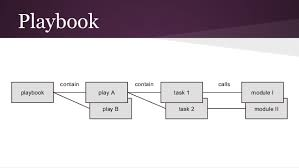 Playbook
contain contain calls
playbook play A task 1 module I
play B task 2 module II